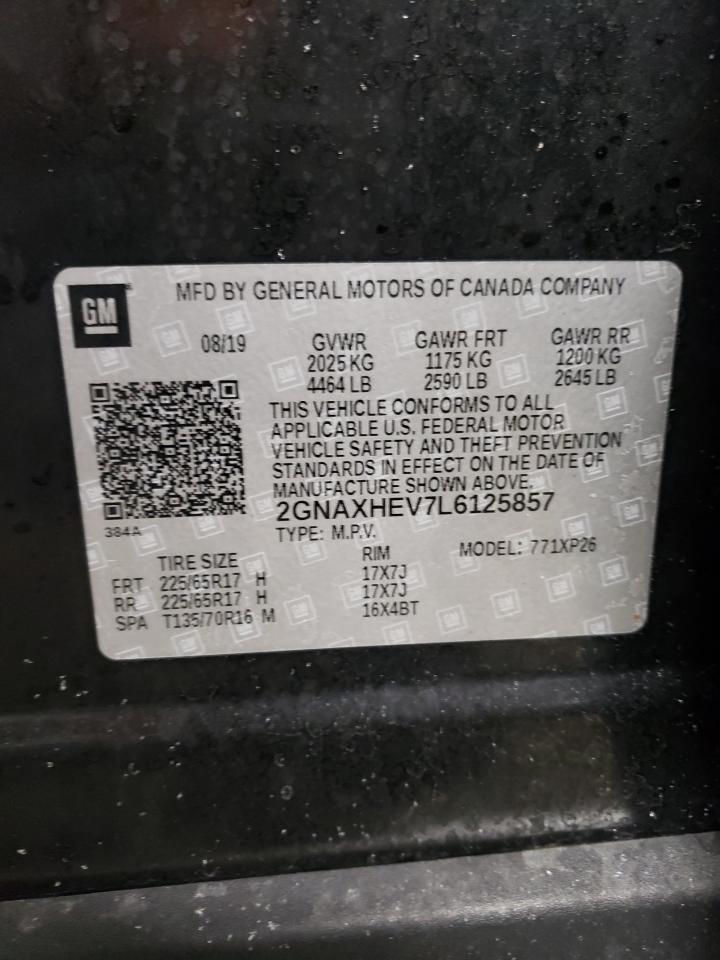 GM
MFD BY GENERAL MOTORS OF CANADA COMPANY
08/19 GVWR GAWR FRT GAWR RR
2025 KG 1175 KG 1200 KG
4464 LB 2590 LB 2645 LB
THIS VEHICLE CONFORMS TO ALL
APPLICABLE U.S. FEDERAL MOTOR
VEHICLE SAFETY AND THEFT PREVENTION
STANDARDS IN EFFECT ON THE DATE OF
MANUFACTURE SHOWN ABOVE.
2GNAXHEV7L6125857
384A
TYPE: M.P.V. MODEL: 771XP26
TIRE SIZE RIM
FRT 225/65R17 H 17X7J
RR 225/65R17 H 17X7J
SPA T135/70R16 M 16X4BT